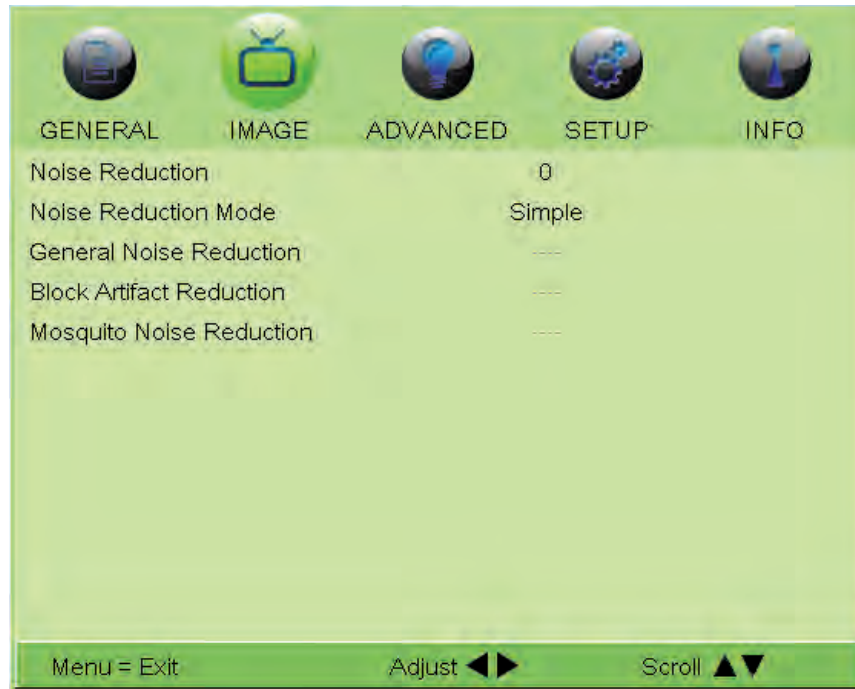 GENERAL IMAGE ADVANCED SETUP INFO
Noise Reduction 0
Noise Reduction Mode Simple
General Noise Reduction ----
Block Artifact Reduction ----
Mosquito Noise Reduction ----
Menu = Exit Adjust ◀▶ Scroll ▲▼